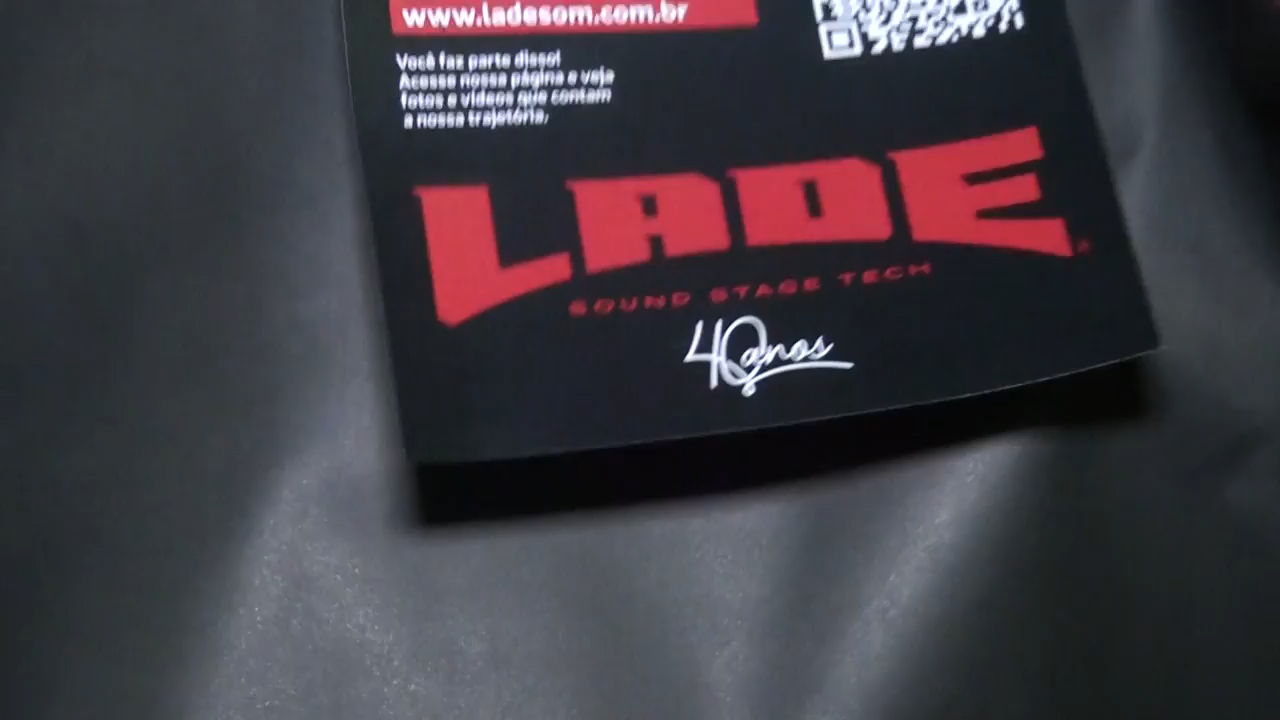 www.ladesom.com.br
Você faz parte disso!
Acesse nossa página e veja
fotos e vídeos que contam
a nossa trajetória.
LADE
SOUND STAGE TECH
40anos